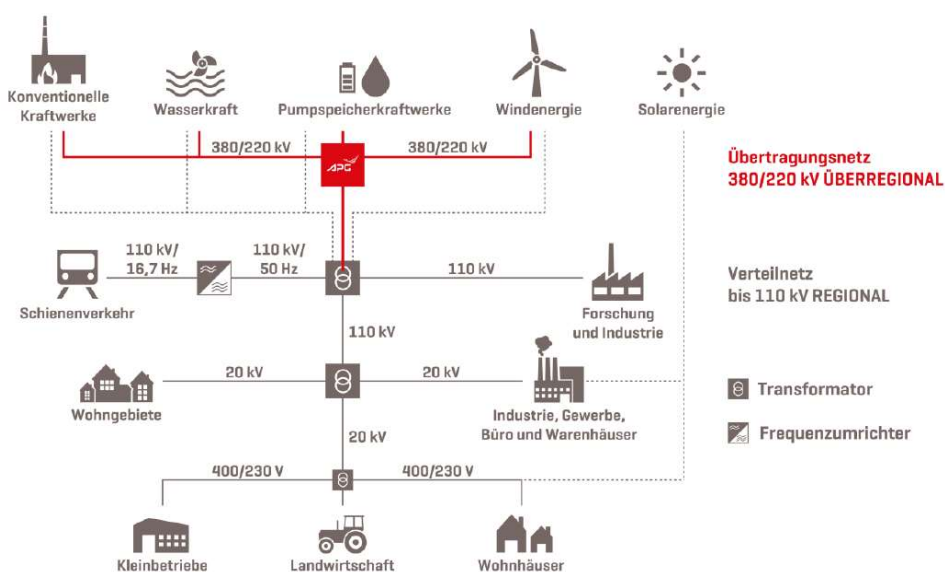 Konventionelle
Kraftwerke
Wasserkraft
Pumpspeicherkraftwerke
Windenergie
Solarenergie
380/220 kV
APG
380/220 kV
Übertragungsnetz
380/220 kV ÜBERREGIONAL
110 kV/
16,7 Hz
110 kV/
50 Hz
110 kV
Schienenverkehr
Forschung
und Industrie
Verteilnetz
bis 110 kV REGIONAL
110 kV
20 kV
20 kV
Wohngebiete
Industrie, Gewerbe,
Büro und Warenhäuser
Transformator
Frequenzumrichter
20 kV
400/230 V
400/230 V
Kleinbetriebe
Landwirtschaft
Wohnhäuser